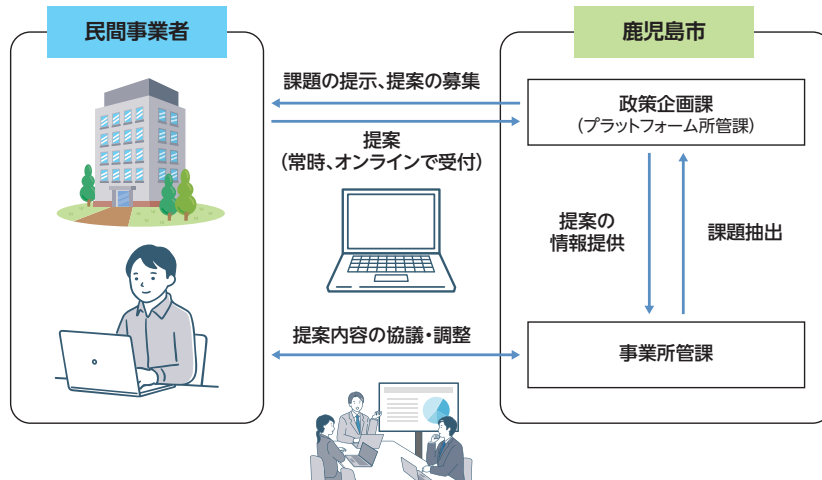 民間事業者
鹿児島市
課題の提示、提案の募集
政策企画課
(プラットフォーム所管課)
提案
(常時、オンラインで受付)
提案の
情報提供
課題抽出
提案内容の協議・調整
事業所管課